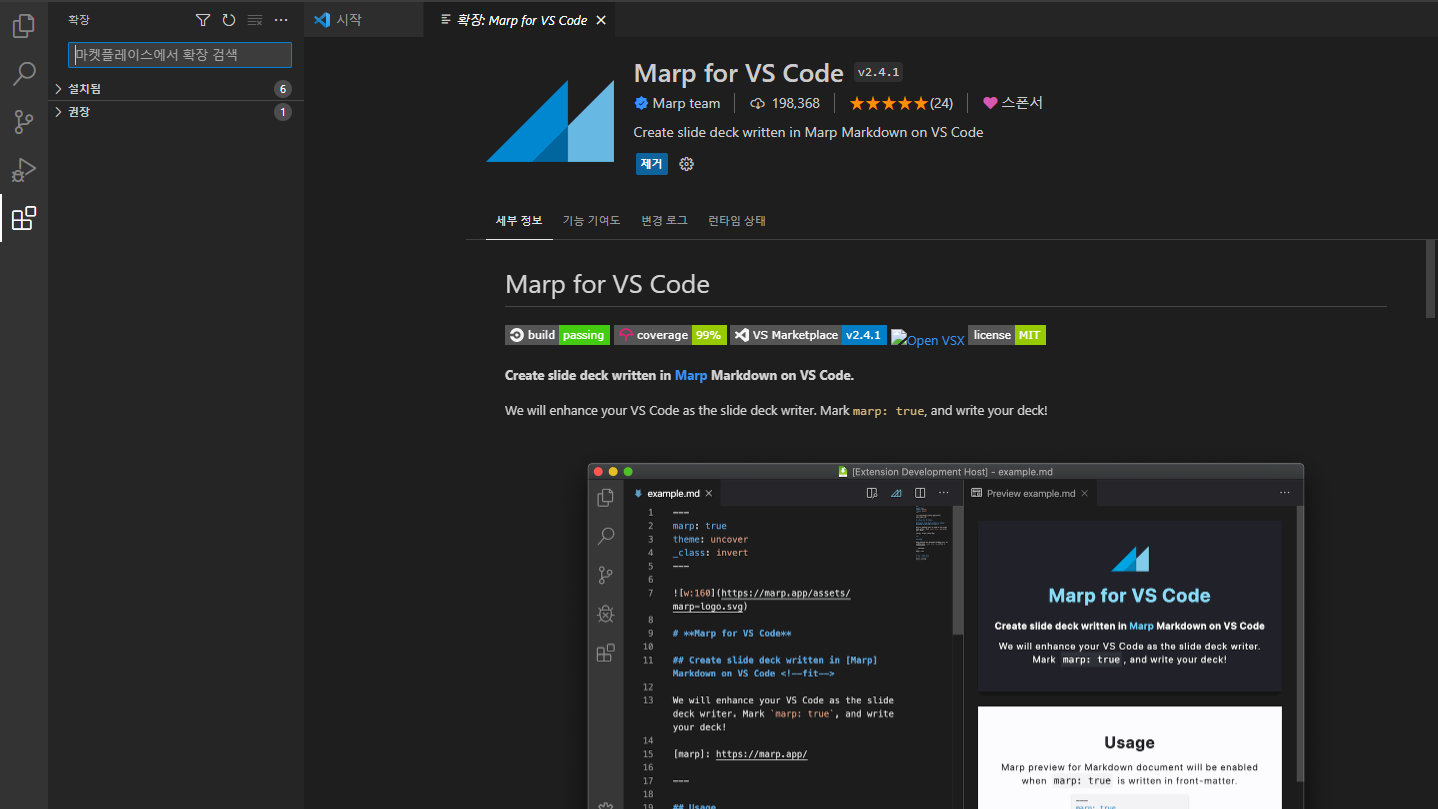 확장
시작
확장: Marp for VS Code
마켓플레이스에서 확장 검색
설치됨 6
권장 1
Marp for VS Code v2.4.1
Marp team 198,368 (24) 스폰서
Create slide deck written in Marp Markdown on VS Code
제거
세부 정보 기능 기여도 변경 로그 런타임 상태
Marp for VS Code
build passing coverage 99% VS Marketplace v2.4.1 Open VSX license MIT
Create slide deck written in Marp Markdown on VS Code.
We will enhance your VS Code as the slide deck writer. Mark marp: true, and write your deck!
[Extension Development Host] - example.md
example.md
1 ---
2 marp: true
3 theme: uncover
4 _class: invert
5 ---
6
7 ![w:160](https://marp.app/assets/
marp-logo.svg)
8
9 # **Marp for VS Code**
10
11 ## Create slide deck written in [Marp]
Markdown on VS Code <!--fit-->
12
13 We will enhance your VS Code as the slide
deck writer. Mark `marp: true`, and write
your deck!
14
15 [marp]: https://marp.app/
16
17 ---
18
19 ## Usage
Preview example.md
Marp for VS Code
Create slide deck written in Marp Markdown on VS Code
We will enhance your VS Code as the slide deck writer.
Mark marp: true , and write your deck!
Usage
Marp preview for Markdown document will be enabled
when marp: true is written in front-matter.
---
marp: true